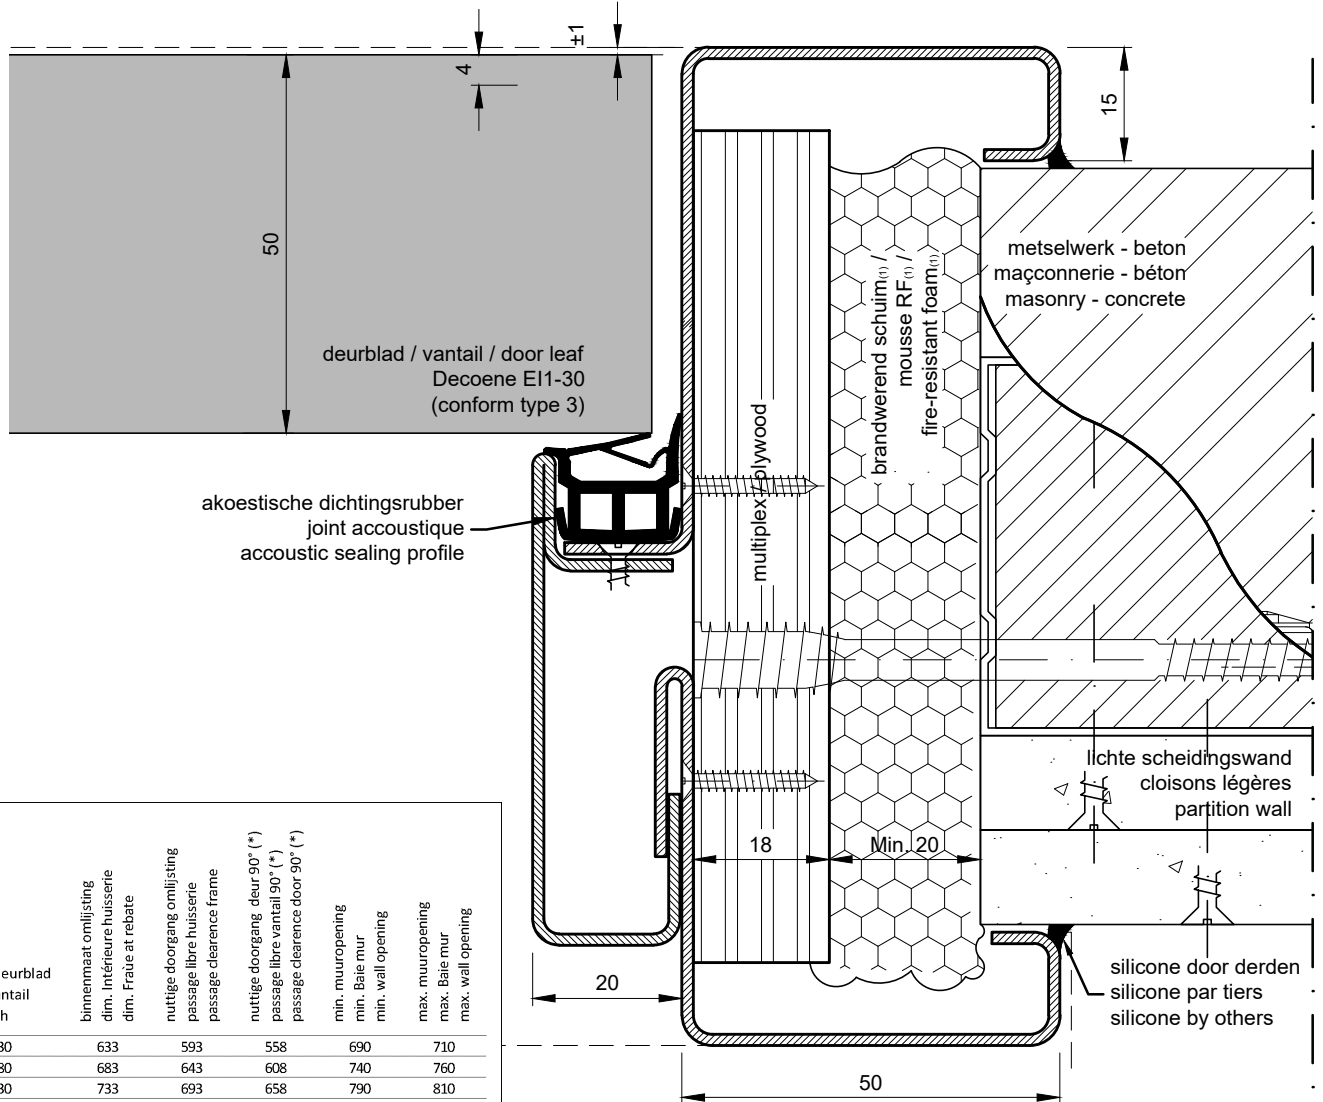 ±1
4
15
50
metselwerk - beton
maçconnerie - béton
masonry - concrete
brandwerend schuim(1) /
mousse RF(1) /
fire-resistant foam(1)
deurblad / vantail / door leaf
Decoene EI1-30
(conform type 3)
multiplex / plywood
akoestische dichtingsrubber
joint accoustique
accoustic sealing profile
lichte scheidingswand
cloisons légères
partition wall
18
Min. 20
20
silicone door derden
silicone par tiers
silicone by others
50
binnenmaat omlijsting
dim. Intérieure huisserie
dim. Fraùe at rebate
nuttige doorgang omlijsting
passage libre huisserie
passage clearence frame
nuttige doorgang deur 90° (*)
passage libre vantail 90° (*)
passage clearence door 90° (*)
min. muuropening
min. Baie mur
min. wall opening
max. muuropening
max. Baie mur
max. wall opening
633 593 558 690 710
683 643 608 740 760
733 693 658 790 810